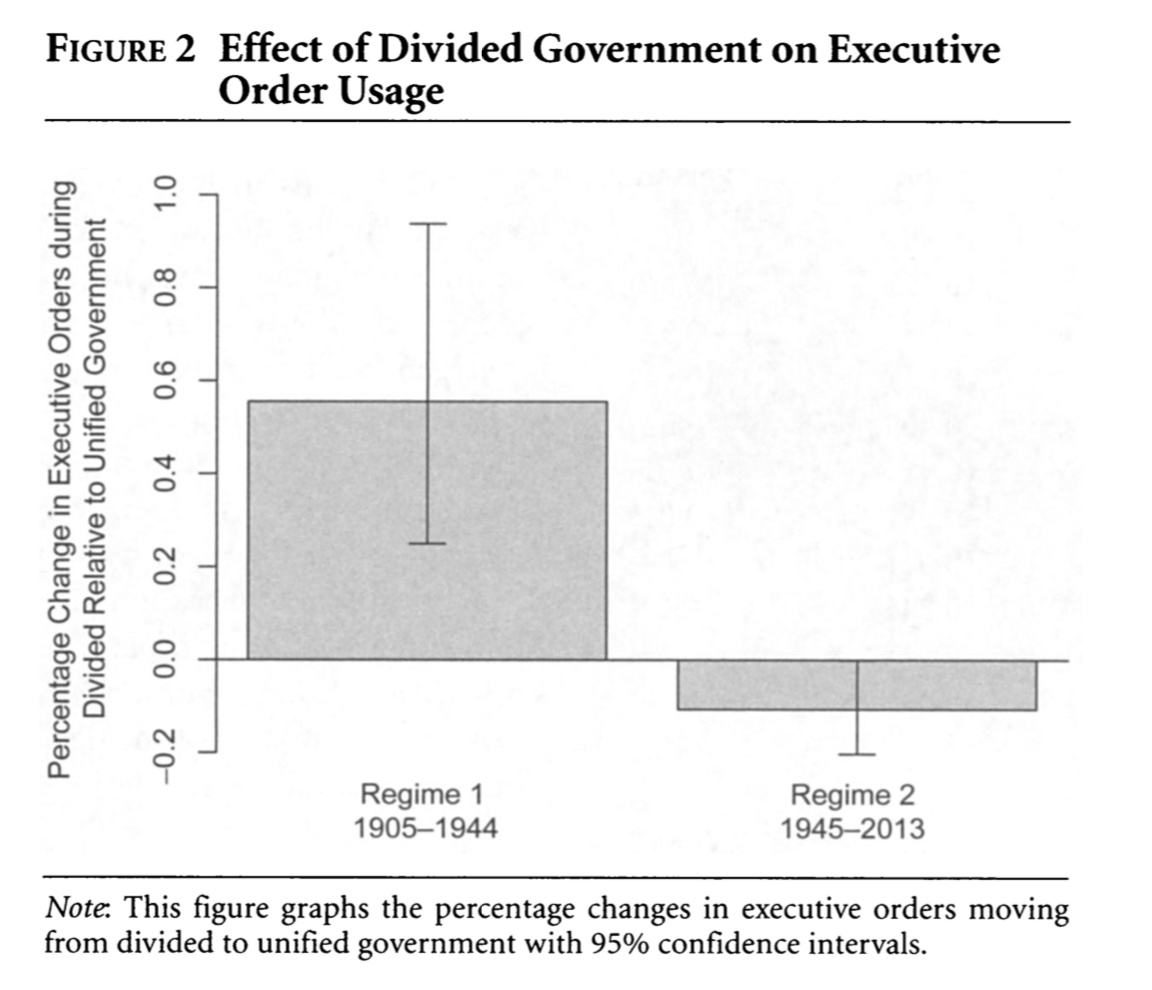 FIGURE 2 Effect of Divided Government on Executive
Order Usage
Percentage Change in Executive Orders during
Divided Relative to Unified Government
1.0
0.8
0.6
0.4
0.2
0.0
–0.2
Regime 1
1905–1944
Regime 2
1945–2013
Note: This figure graphs the percentage changes in executive orders moving
from divided to unified government with 95% confidence intervals.